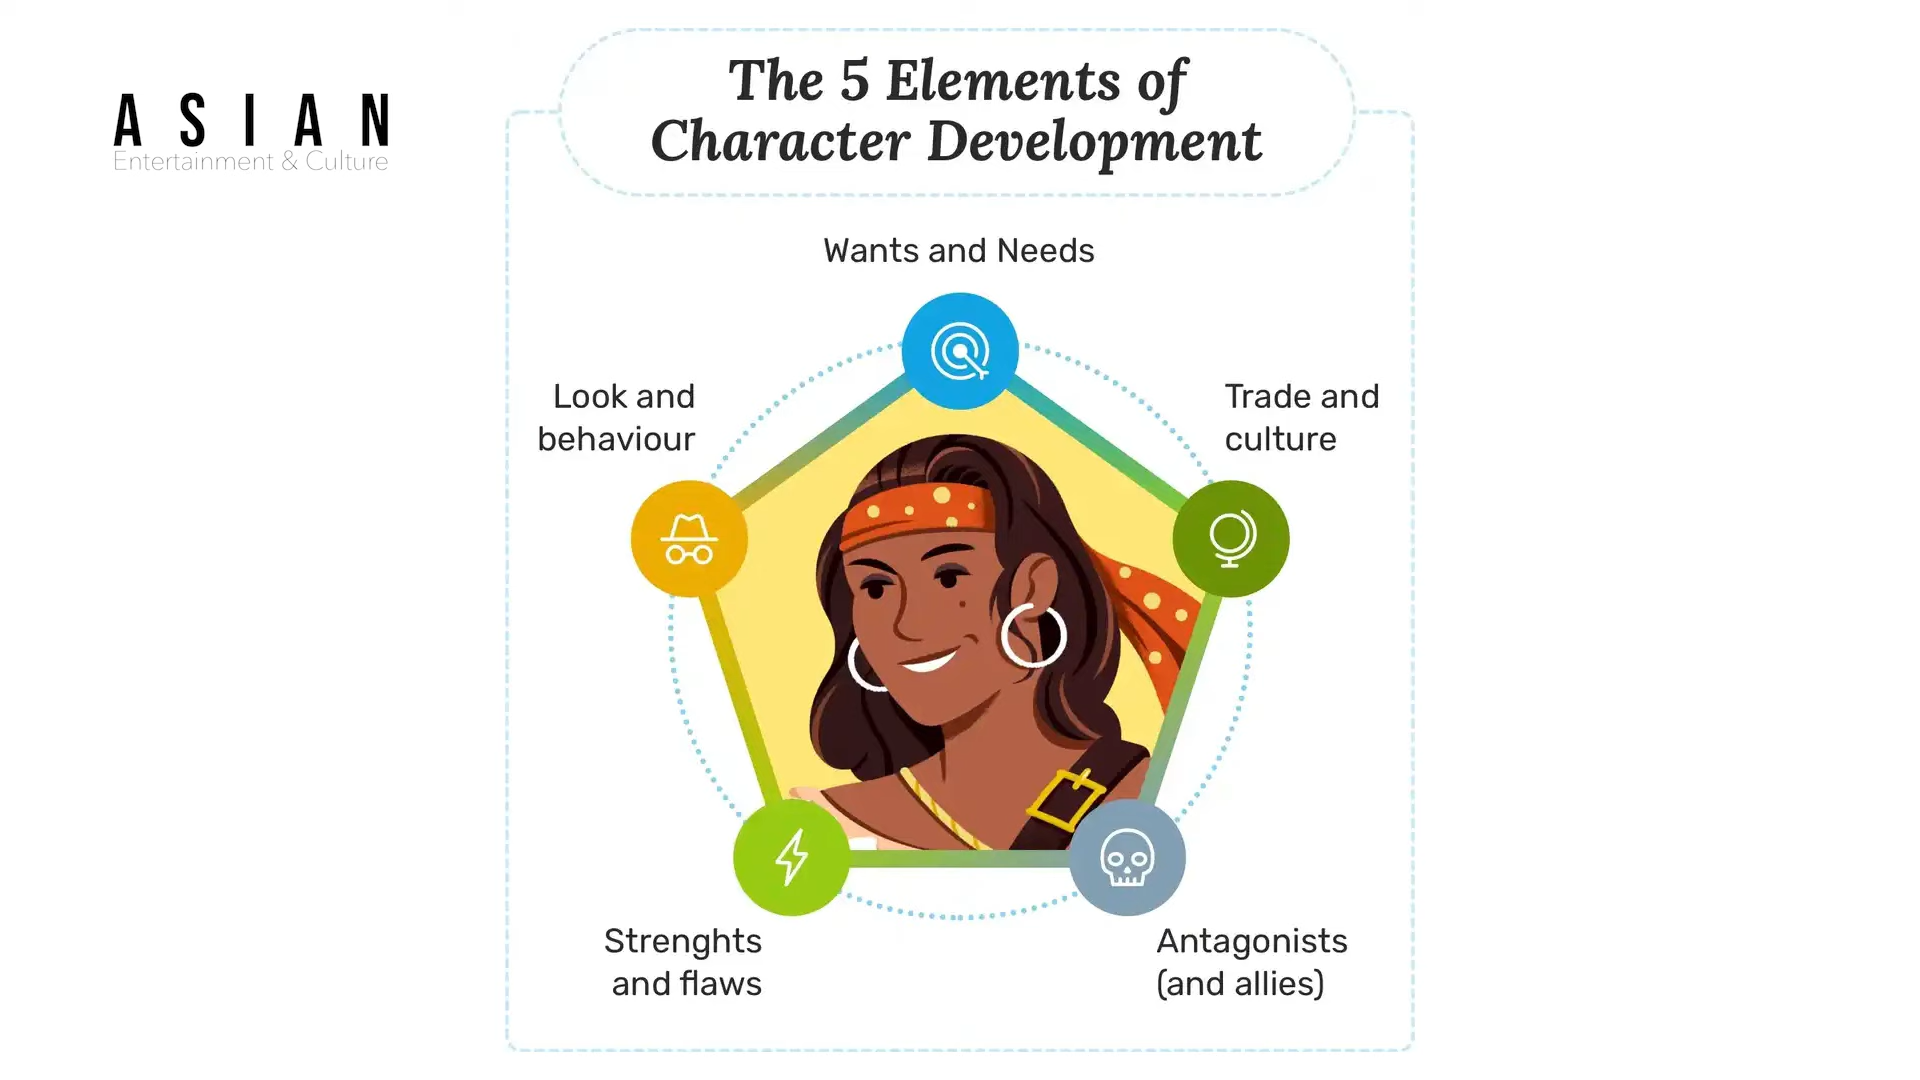 ASIAN
Entertainment & Culture
The 5 Elements of
Character Development
Wants and Needs
Look and
behaviour
Trade and
culture
Strenghts
and flaws
Antagonists
(and allies)